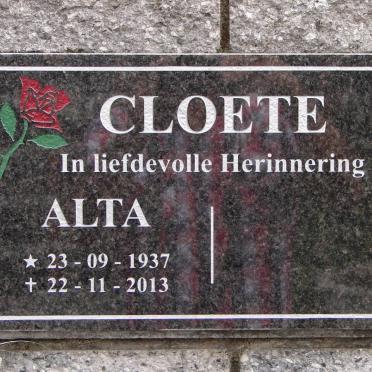 CLOETE
In liefdevolle Herinnering
ALTA
★ 23 - 09 - 1937
✝ 22 - 11 - 2013